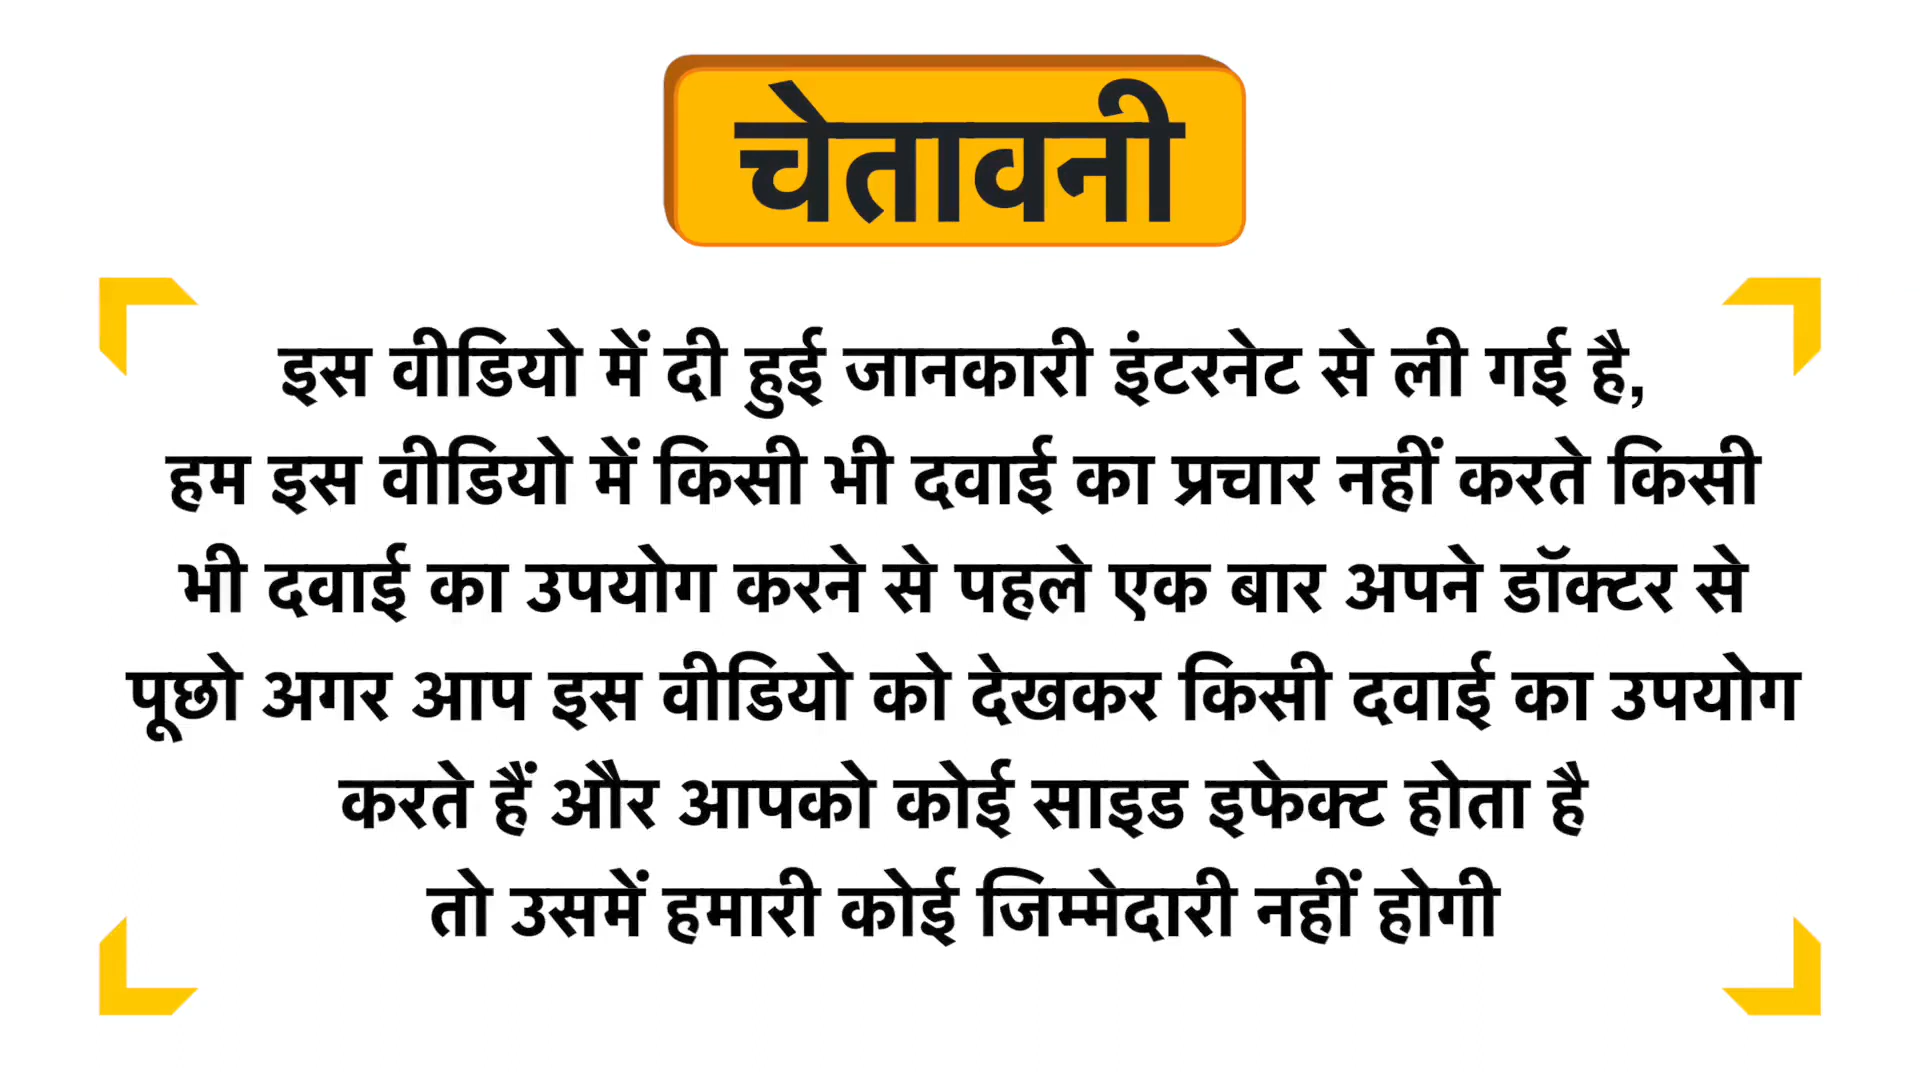 चेतावनी
इस वीडियो में दी हुई जानकारी इंटरनेट से ली गई है,
हम इस वीडियो में किसी भी दवाई का प्रचार नहीं करते किसी
भी दवाई का उपयोग करने से पहले एक बार अपने डॉक्टर से
पूछो अगर आप इस वीडियो को देखकर किसी दवाई का उपयोग
करते हैं और आपको कोई साइड इफेक्ट होता है
तो उसमें हमारी कोई जिम्मेदारी नहीं होगी